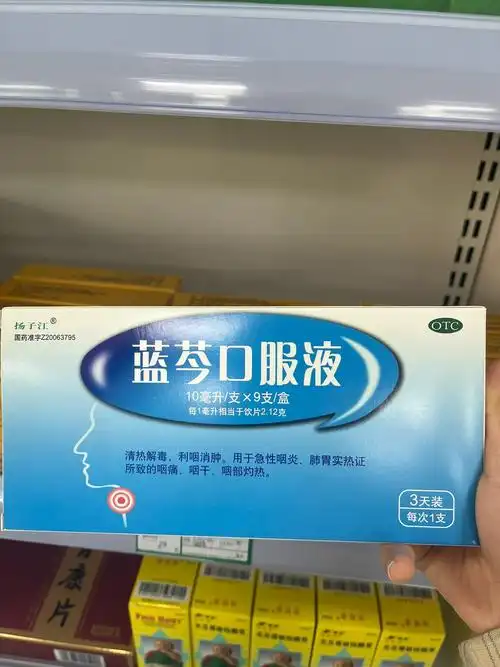 扬子江®
国药准字Z20063795
OTC
蓝芩口服液
10毫升/支×9支/盒
每1毫升相当于饮片2.12克
清热解毒，利咽消肿。用于急性咽炎、肺胃实热证
所致的咽痛、咽干、咽部灼热。
3天装
每次1支
康片